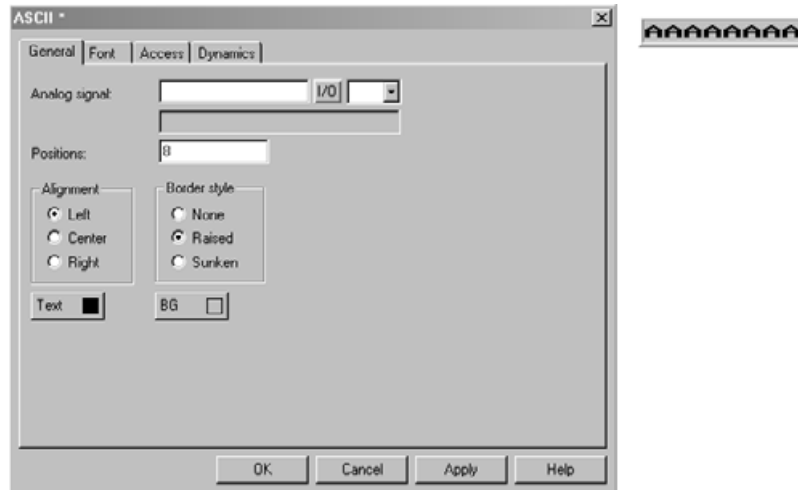 ASCII *
AAAAAAAA
General Font Access Dynamics
Analog signal: I/O
Positions: 8
Alignment Border style
Left None
Center Raised
Right Sunken
Text BG
OK Cancel Apply Help